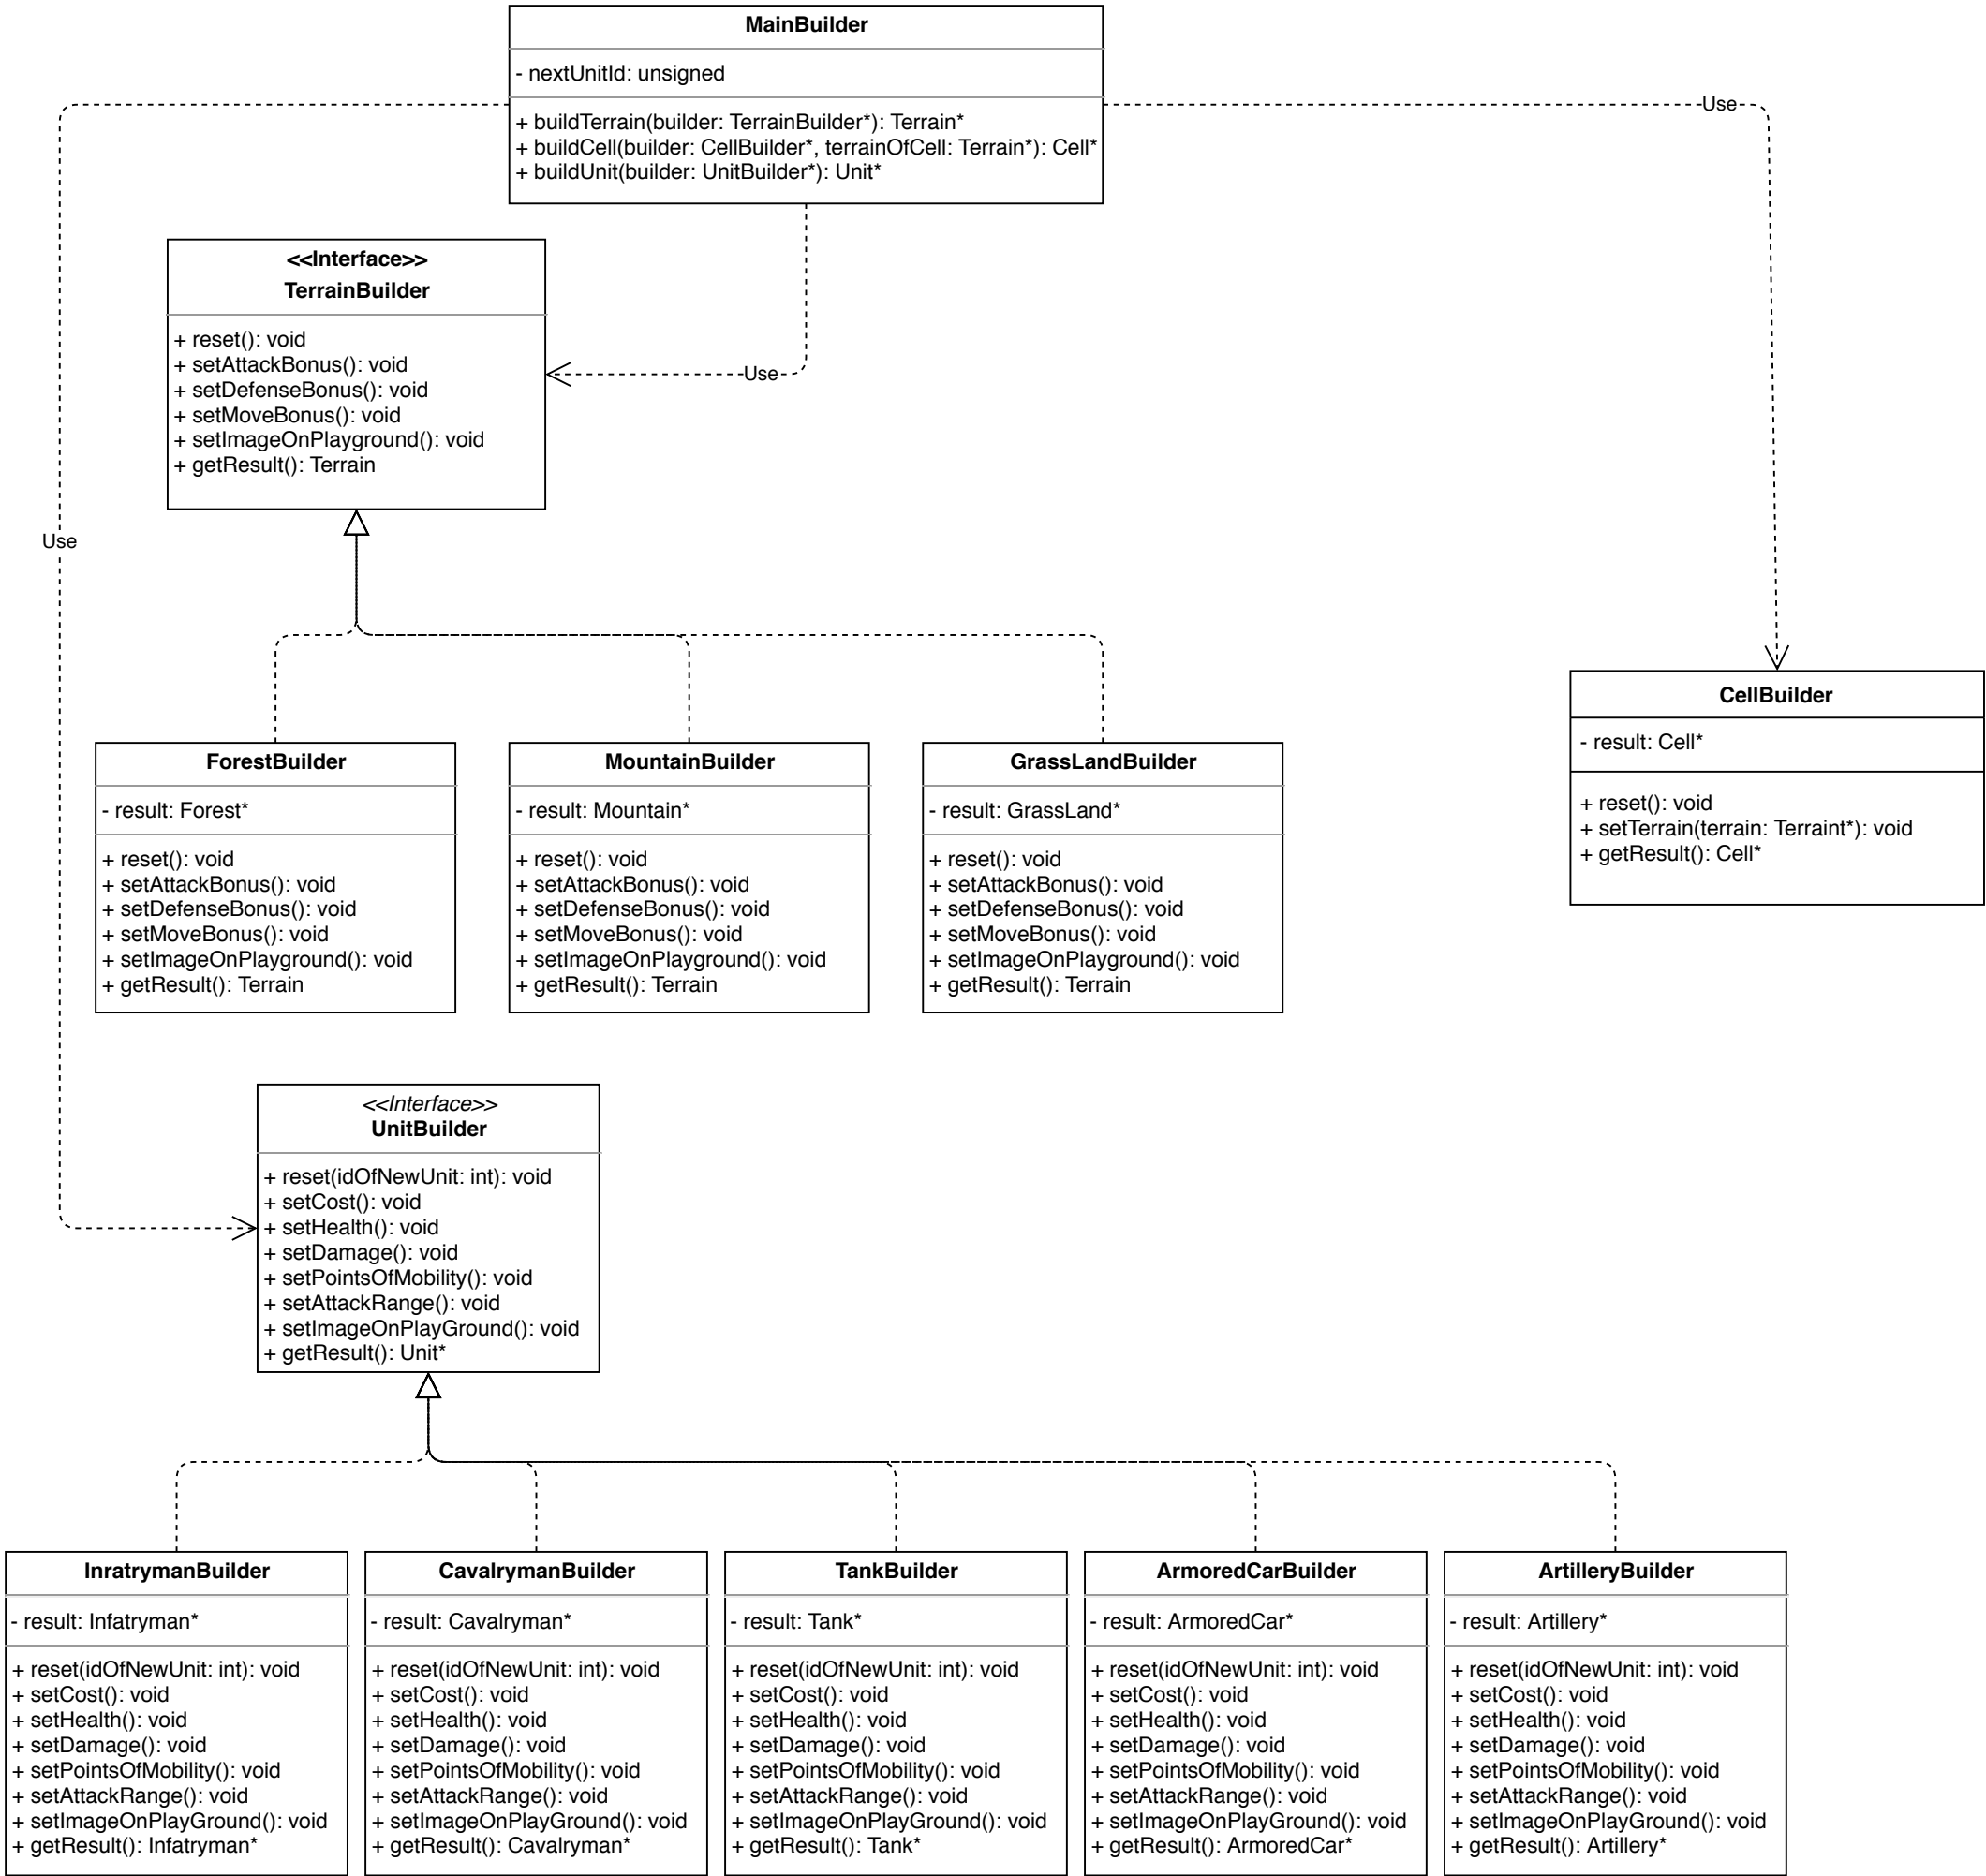 MainBuilder
- nextUnitId: unsigned
+ buildTerrain(builder: TerrainBuilder*): Terrain*
+ buildCell(builder: CellBuilder*, terrainOfCell: Terrain*): Cell*
+ buildUnit(builder: UnitBuilder*): Unit*
Use
<<Interface>>
TerrainBuilder
+ reset(): void
+ setAttackBonus(): void
+ setDefenseBonus(): void
+ setMoveBonus(): void
+ setImageOnPlayground(): void
+ getResult(): Terrain
Use
Use
CellBuilder
- result: Cell*
+ reset(): void
+ setTerrain(terrain: Terraint*): void
+ getResult(): Cell*
ForestBuilder
- result: Forest*
+ reset(): void
+ setAttackBonus(): void
+ setDefenseBonus(): void
+ setMoveBonus(): void
+ setImageOnPlayground(): void
+ getResult(): Terrain
MountainBuilder
- result: Mountain*
+ reset(): void
+ setAttackBonus(): void
+ setDefenseBonus(): void
+ setMoveBonus(): void
+ setImageOnPlayground(): void
+ getResult(): Terrain
GrassLandBuilder
- result: GrassLand*
+ reset(): void
+ setAttackBonus(): void
+ setDefenseBonus(): void
+ setMoveBonus(): void
+ setImageOnPlayground(): void
+ getResult(): Terrain
<<Interface>>
UnitBuilder
+ reset(idOfNewUnit: int): void
+ setCost(): void
+ setHealth(): void
+ setDamage(): void
+ setPointsOfMobility(): void
+ setAttackRange(): void
+ setImageOnPlayGround(): void
+ getResult(): Unit*
InratrymanBuilder
- result: Infatryman*
+ reset(idOfNewUnit: int): void
+ setCost(): void
+ setHealth(): void
+ setDamage(): void
+ setPointsOfMobility(): void
+ setAttackRange(): void
+ setImageOnPlayGround(): void
+ getResult(): Infatryman*
CavalrymanBuilder
- result: Cavalryman*
+ reset(idOfNewUnit: int): void
+ setCost(): void
+ setHealth(): void
+ setDamage(): void
+ setPointsOfMobility(): void
+ setAttackRange(): void
+ setImageOnPlayGround(): void
+ getResult(): Cavalryman*
TankBuilder
- result: Tank*
+ reset(idOfNewUnit: int): void
+ setCost(): void
+ setHealth(): void
+ setDamage(): void
+ setPointsOfMobility(): void
+ setAttackRange(): void
+ setImageOnPlayGround(): void
+ getResult(): Tank*
ArmoredCarBuilder
- result: ArmoredCar*
+ reset(idOfNewUnit: int): void
+ setCost(): void
+ setHealth(): void
+ setDamage(): void
+ setPointsOfMobility(): void
+ setAttackRange(): void
+ setImageOnPlayGround(): void
+ getResult(): ArmoredCar*
ArtilleryBuilder
- result: Artillery*
+ reset(idOfNewUnit: int): void
+ setCost(): void
+ setHealth(): void
+ setDamage(): void
+ setPointsOfMobility(): void
+ setAttackRange(): void
+ setImageOnPlayGround(): void
+ getResult(): Artillery*